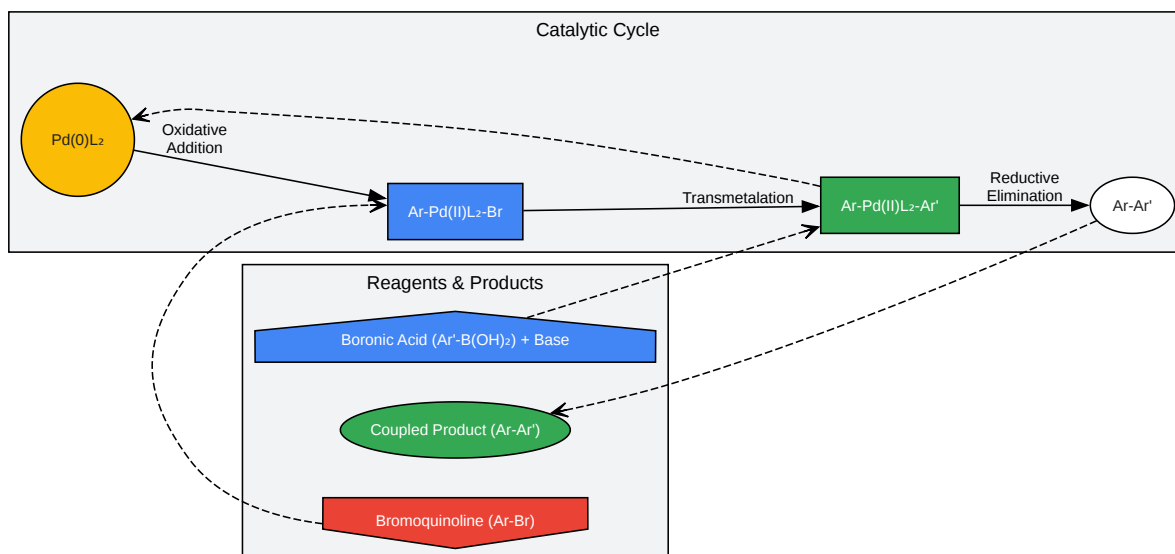 Catalytic Cycle
Pd(0)L₂
Oxidative
Addition
Ar-Pd(II)L₂-Br
Transmetalation
Ar-Pd(II)L₂-Ar'
Reductive
Elimination
Ar-Ar'
Reagents & Products
Boronic Acid (Ar'-B(OH)₂) + Base
Coupled Product (Ar-Ar')
Bromoquinoline (Ar-Br)